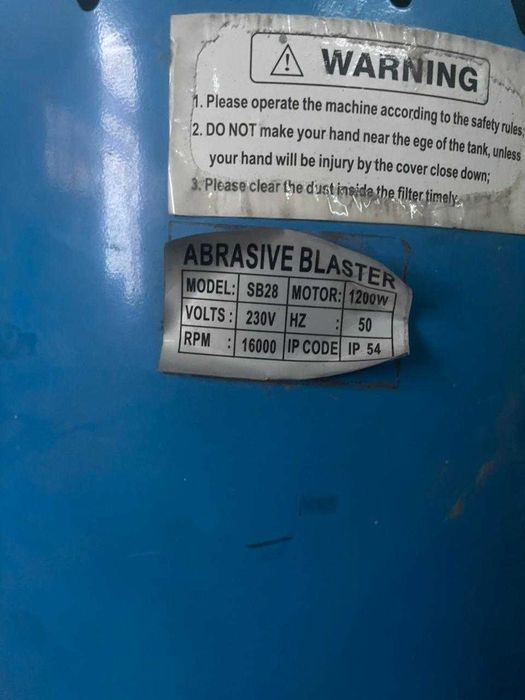 WARNING
1. Please operate the machine according to the safety rules;
2. DO NOT make your hand near the ege of the tank, unless
your hand will be injury by the cover close down;
3. Please clear the dust inside the filter timely.
ABRASIVE BLASTER
MODEL: SB28 MOTOR: 1200W
VOLTS : 230V HZ : 50
RPM : 16000 IP CODE IP 54